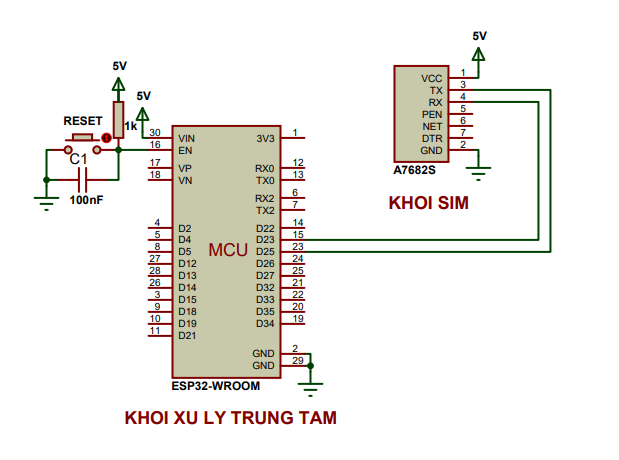 5V
5V
RESET
1k
C1
100nF
30 VIN
16 EN
17 VP
18 VN
4 D2
5 D4
8 D5
27 D12
28 D13
26 D14
3 D15
9 D18
10 D19
11 D21
MCU
3V3 1
RX0 12
TX0 13
RX2 6
TX2 7
D22 14
D23 15
D25 23
D26 24
D27 25
D32 21
D33 22
D35 20
D34 19
GND 2
GND 29
ESP32-WROOM
KHOI XU LY TRUNG TAM
5V
VCC 1
TX 3
RX 4
PEN 5
NET 6
DTR 7
GND 2
A7682S
KHOI SIM